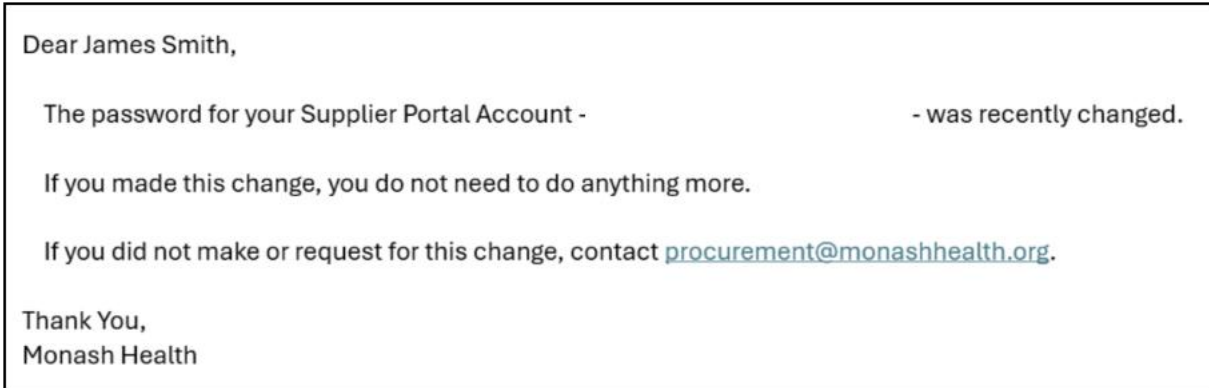 Dear James Smith,
The password for your Supplier Portal Account - - was recently changed.
If you made this change, you do not need to do anything more.
If you did not make or request for this change, contact procurement@monashhealth.org.
Thank You,
Monash Health